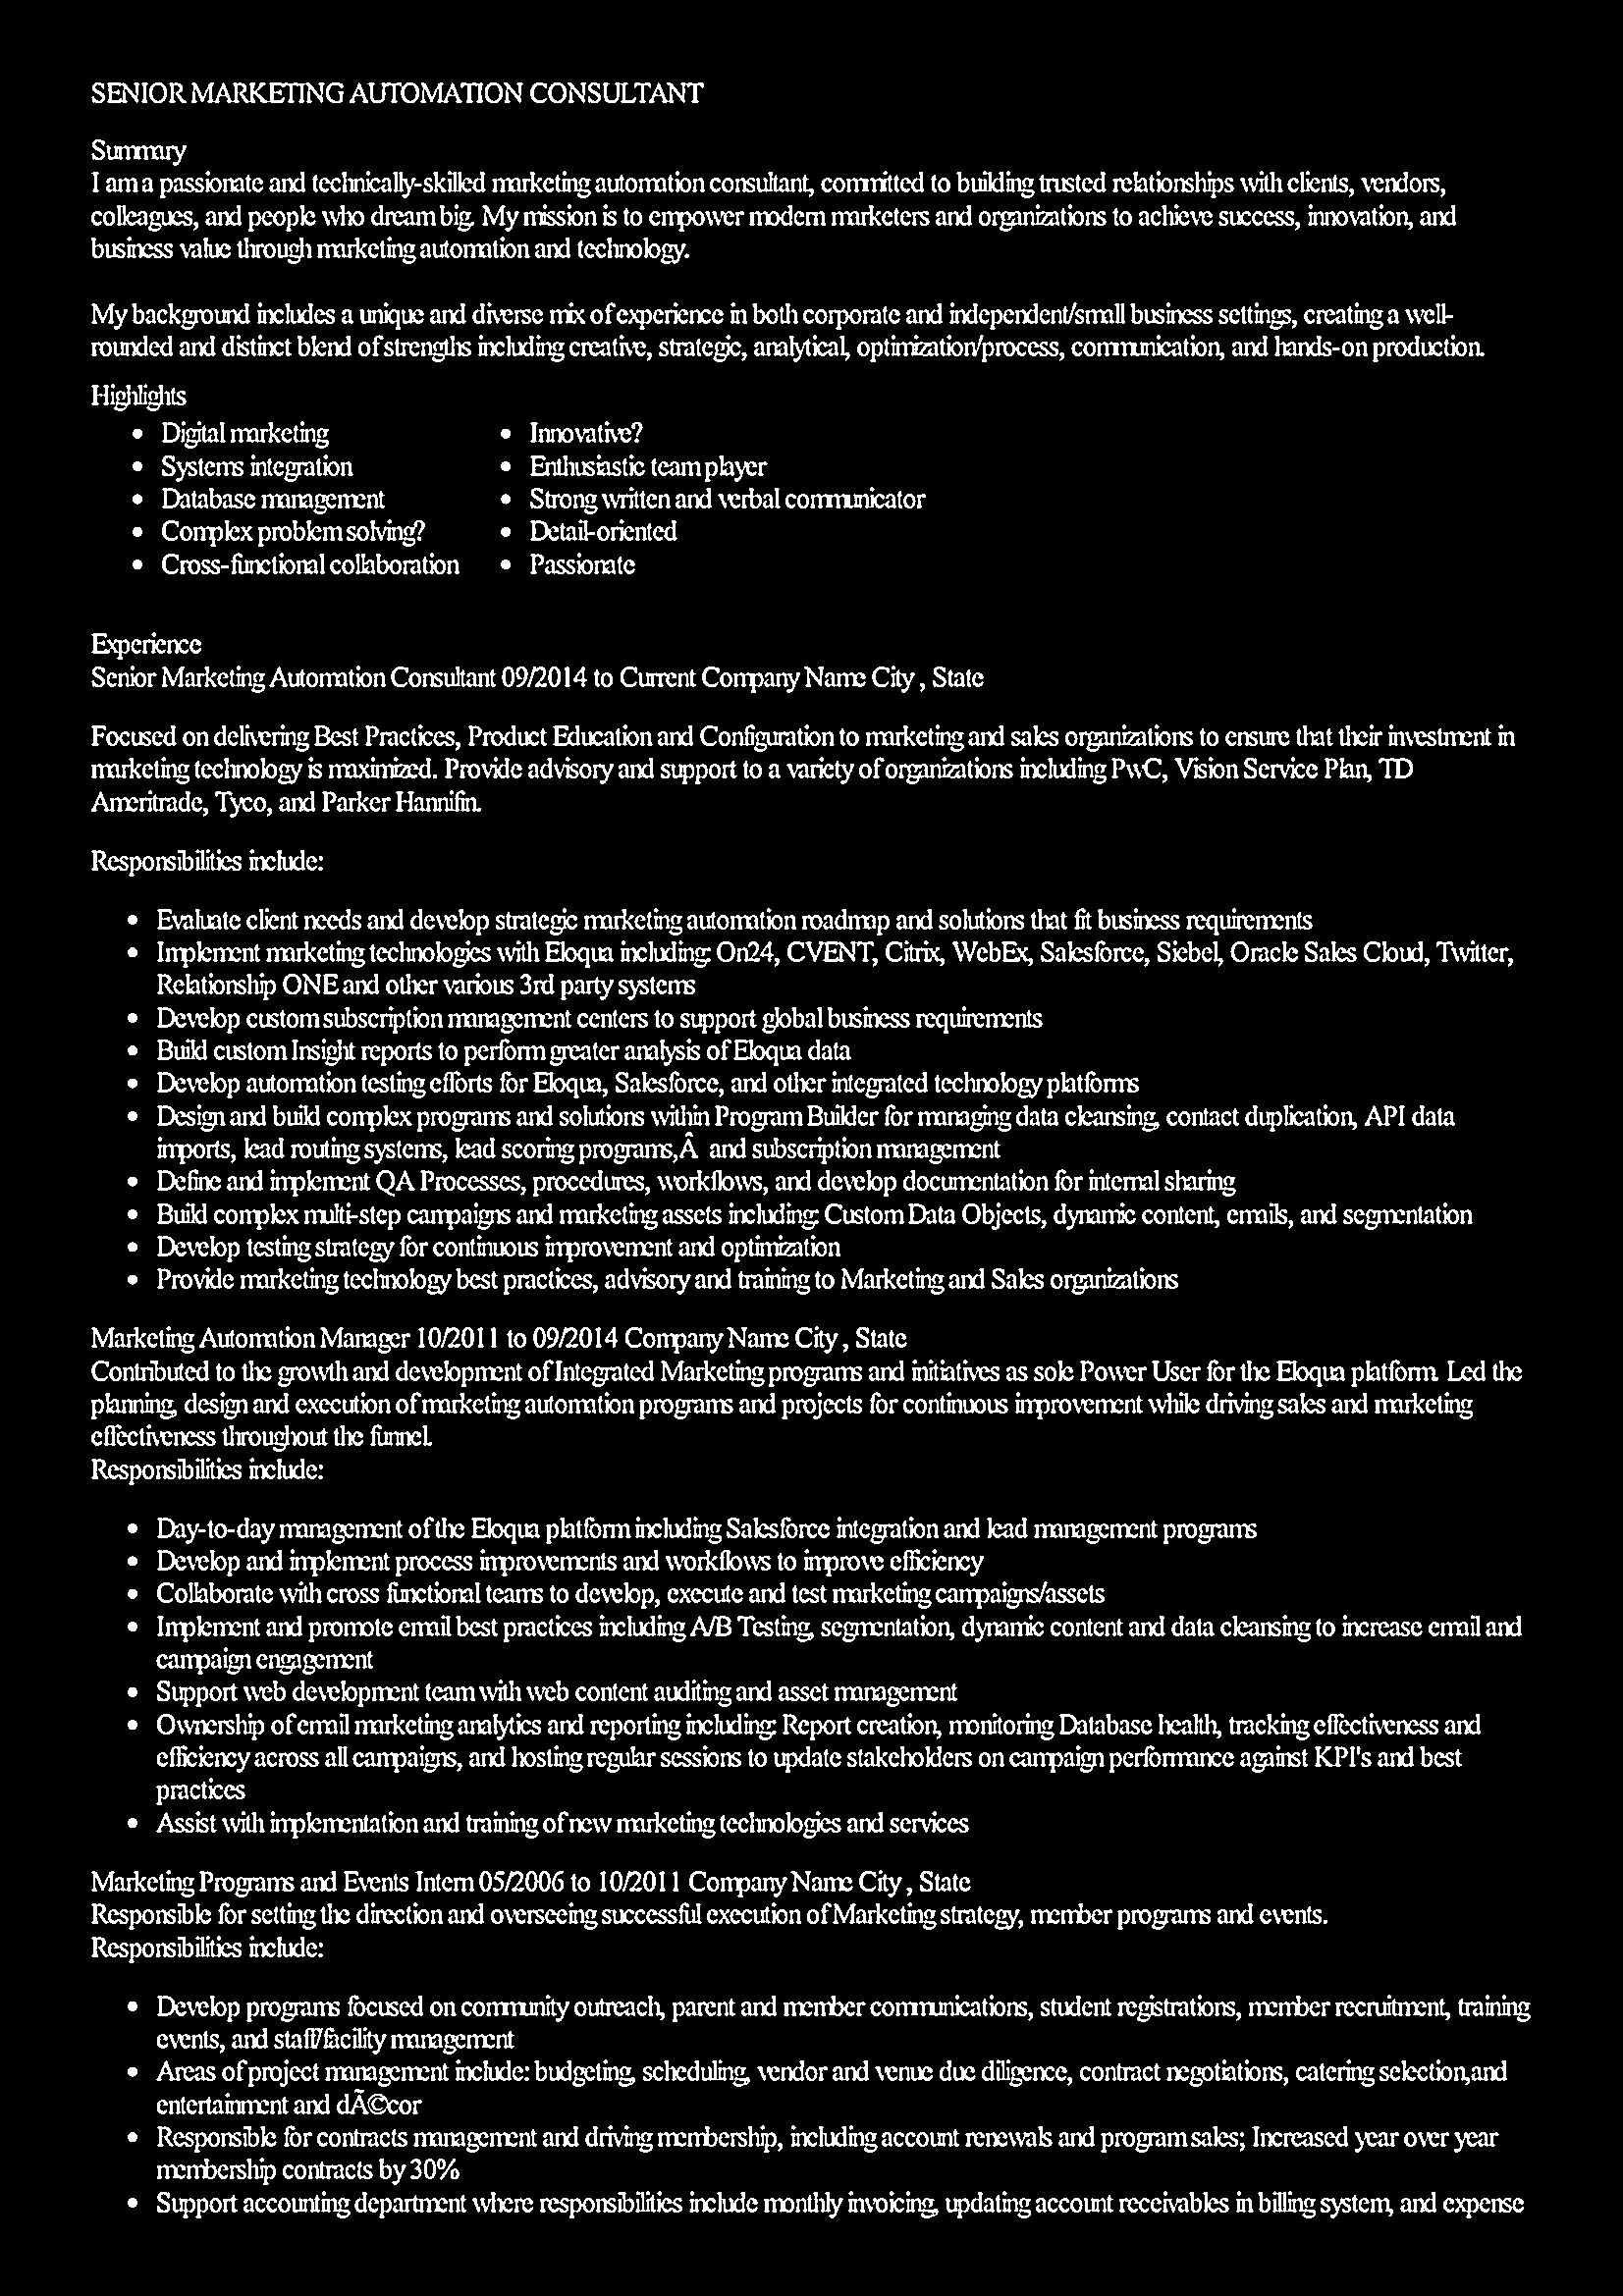 SENIOR MARKETING AUTOMATION CONSULTANT
Summary
I am a passionate and technically-skilled marketing automation consultant, committed to building trusted relationships with clients, vendors,
colleagues, and people who dream big. My mission is to empower modern marketers and organizations to achieve success, innovation, and
business value through marketing automation and technology.
My background includes a unique and diverse mix of experience in both corporate and independent/small business settings, creating a well-
rounded and distinct blend of strengths including creative, strategic, analytical, optimization/process, communication, and hands-on production.
Highlights
• Digital marketing
• Systems integration
• Database management
• Complex problem solving?
• Cross-functional collaboration
• Innovative?
• Enthusiastic team player
• Strong written and verbal communicator
• Detail-oriented
• Passionate
Experience
Senior Marketing Automation Consultant 09/2014 to Current Company Name City , State
Focused on delivering Best Practices, Product Education and Configuration to marketing and sales organizations to ensure that their investment in
marketing technology is maximized. Provide advisory and support to a variety of organizations including PwC, Vision Service Plan, TD
Ameritrade, Tyco, and Parker Hannifin.
Responsibilities include:
• Evaluate client needs and develop strategic marketing automation roadmap and solutions that fit business requirements
• Implement marketing technologies with Eloqua including: On24, CVENT, Citrix, WebEx, Salesforce, Siebel, Oracle Sales Cloud, Twitter,
Relationship ONE and other various 3rd party systems
• Develop custom subscription management centers to support global business requirements
• Build custom Insight reports to perform greater analysis of Eloqua data
• Develop automation testing efforts for Eloqua, Salesforce, and other integrated technology platforms
• Design and build complex programs and solutions within Program Builder for managing data cleansing, contact duplication, API data
imports, lead routing systems, lead scoring programs,Â  and subscription management
• Define and implement QA Processes, procedures, workflows, and develop documentation for internal sharing
• Build complex multi-step campaigns and marketing assets including: Custom Data Objects, dynamic content, emails, and segmentation
• Develop testing strategy for continuous improvement and optimization
• Provide marketing technology best practices, advisory and training to Marketing and Sales organizations
Marketing Automation Manager 10/2011 to 09/2014 Company Name City , State
Contributed to the growth and development of Integrated Marketing programs and initiatives as sole Power User for the Eloqua platform. Led the
planning, design and execution of marketing automation programs and projects for continuous improvement while driving sales and marketing
effectiveness throughout the funnel.
Responsibilities include:
• Day-to-day management of the Eloqua platform including Salesforce integration and lead management programs
• Develop and implement process improvements and workflows to improve efficiency
• Collaborate with cross functional teams to develop, execute and test marketing campaigns/assets
• Implement and promote email best practices including A/B Testing, segmentation, dynamic content and data cleansing to increase email and
campaign engagement
• Support web development team with web content auditing and asset management
• Ownership of email marketing analytics and reporting including: Report creation, monitoring Database health, tracking effectiveness and
efficiency across all campaigns, and hosting regular sessions to update stakeholders on campaign performance against KPI's and best
practices
• Assist with implementation and training of new marketing technologies and services
Marketing Programs and Events Intern 05/2006 to 10/2011 Company Name City , State
Responsible for setting the direction and overseeing successful execution of Marketing strategy, member programs and events.
Responsibilities include:
• Develop programs focused on community outreach, parent and member communications, student registrations, member recruitment, training
events, and staff/facility management
• Areas of project management include: budgeting, scheduling, vendor and venue due diligence, contract negotiations, catering selection,and
entertainment and dÃ©cor
• Responsible for contracts management and driving membership, including account renewals and program sales; Increased year over year
membership contracts by 30%
• Support accounting department where responsibilities include monthly invoicing, updating account receivables in billing system, and expense